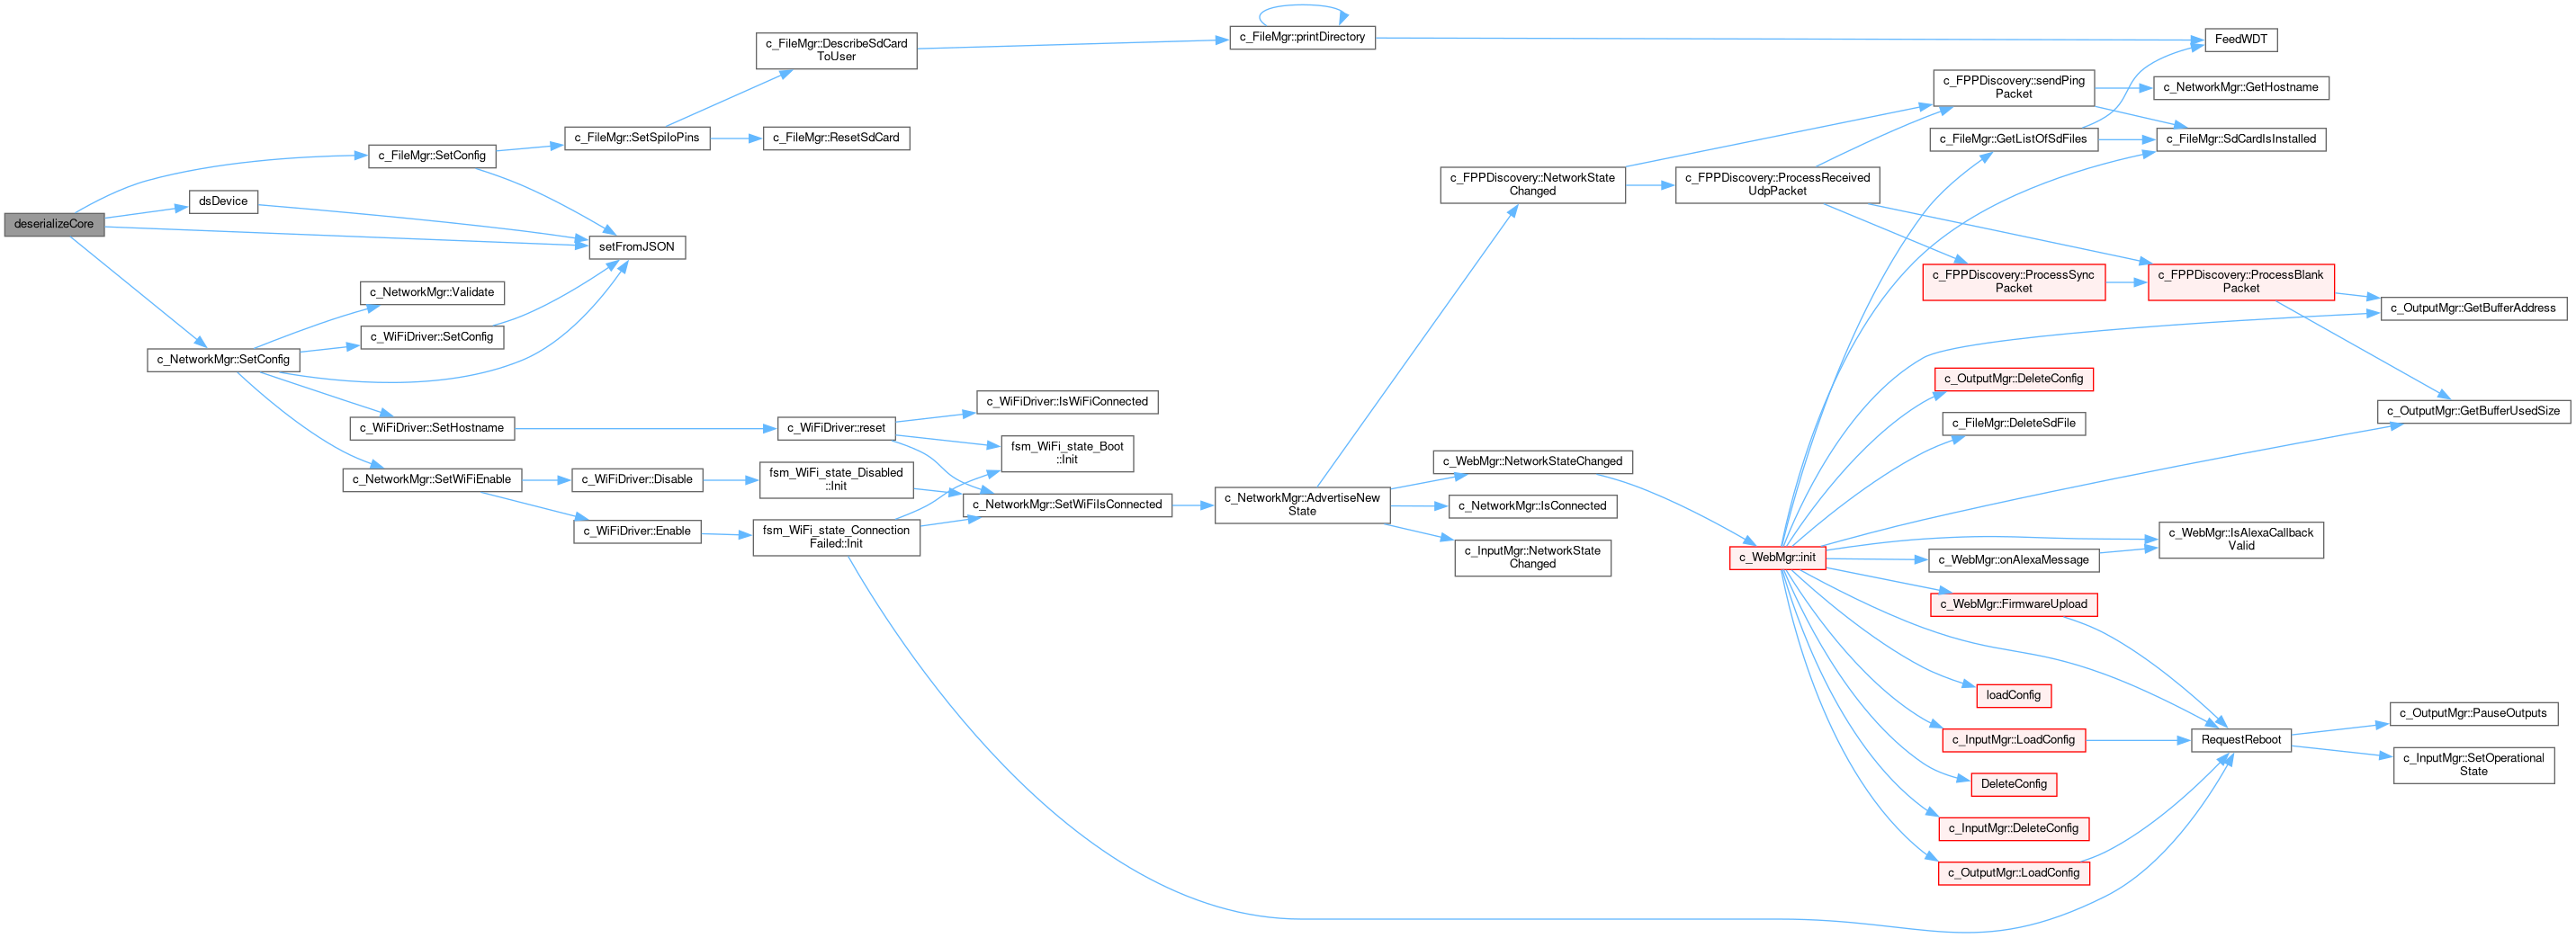 deserializeCore
c_FileMgr::SetConfig
dsDevice
c_NetworkMgr::SetConfig
c_FileMgr::SetSpiIoPins
setFromJSON
c_FileMgr::DescribeSdCard
ToUser
c_FileMgr::ResetSdCard
c_FileMgr::printDirectory
FeedWDT
c_NetworkMgr::Validate
c_WiFiDriver::SetConfig
c_WiFiDriver::SetHostname
c_NetworkMgr::SetWiFiEnable
c_WiFiDriver::reset
c_WiFiDriver::Disable
c_WiFiDriver::Enable
c_WiFiDriver::IsWiFiConnected
fsm_WiFi_state_Boot
::Init
fsm_WiFi_state_Disabled
::Init
fsm_WiFi_state_Connection
Failed::Init
c_NetworkMgr::SetWiFiIsConnected
c_NetworkMgr::AdvertiseNew
State
c_FPPDiscovery::NetworkState
Changed
c_WebMgr::NetworkStateChanged
c_NetworkMgr::IsConnected
c_InputMgr::NetworkState
Changed
c_FPPDiscovery::ProcessReceived
UdpPacket
c_WebMgr::init
c_FPPDiscovery::sendPing
Packet
c_FileMgr::GetListOfSdFiles
c_FPPDiscovery::ProcessSync
Packet
c_OutputMgr::DeleteConfig
c_FileMgr::DeleteSdFile
c_WebMgr::onAlexaMessage
c_WebMgr::FirmwareUpload
loadConfig
c_InputMgr::LoadConfig
DeleteConfig
c_InputMgr::DeleteConfig
c_OutputMgr::LoadConfig
c_NetworkMgr::GetHostname
c_FileMgr::SdCardIsInstalled
c_FPPDiscovery::ProcessBlank
Packet
c_WebMgr::IsAlexaCallback
Valid
RequestReboot
c_OutputMgr::GetBufferAddress
c_OutputMgr::GetBufferUsedSize
c_OutputMgr::PauseOutputs
c_InputMgr::SetOperational
State